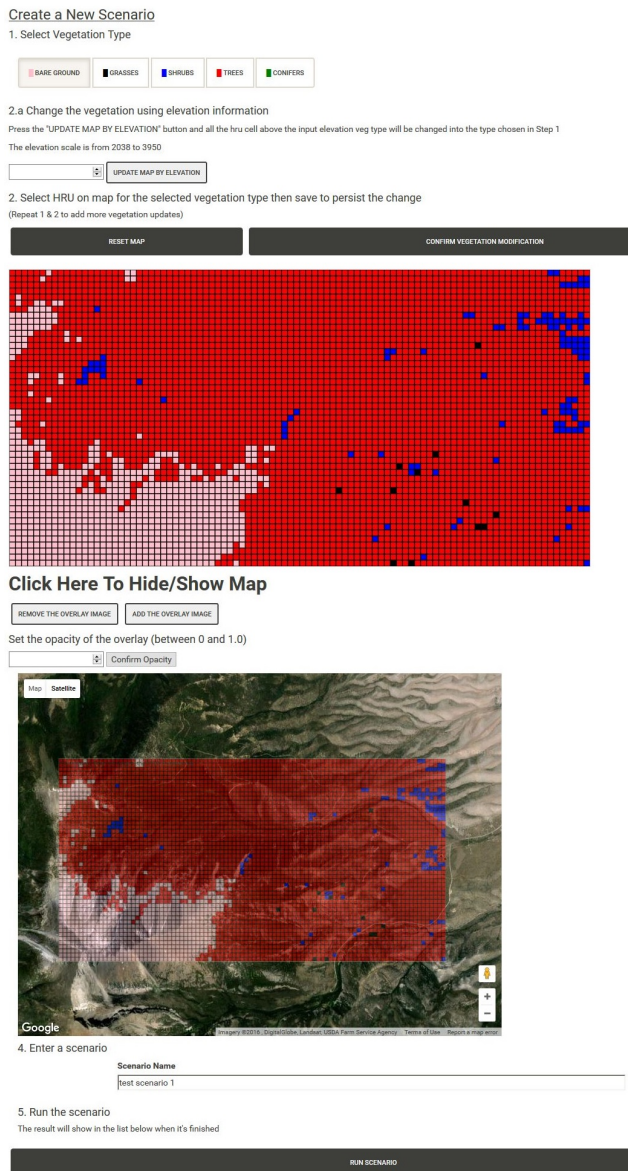 Create a New Scenario
1. Select Vegetation Type
BARE GROUND GRASSES SHRUBS TREES CONIFERS
2.a Change the vegetation using elevation information
Press the "UPDATE MAP BY ELEVATION" button and all the hru cell above the input elevation veg type will be changed into the type chosen in Step 1
The elevation scale is from 2038 to 3950
UPDATE MAP BY ELEVATION
2. Select HRU on map for the selected vegetation type then save to persist the change
(Repeat 1 & 2 to add more vegetation updates)
RESET MAP CONFIRM VEGETATION MODIFICATION
Click Here To Hide/Show Map
REMOVE THE OVERLAY IMAGE ADD THE OVERLAY IMAGE
Set the opacity of the overlay (between 0 and 1.0)
Confirm Opacity
Map Satellite
Google
Imagery ©2016, DigitalGlobe, Landsat, USDA Farm Service Agency Terms of Use Report a map error
4. Enter a scenario
Scenario Name
test scenario 1
5. Run the scenario
The result will show in the list below when it's finished
RUN SCENARIO